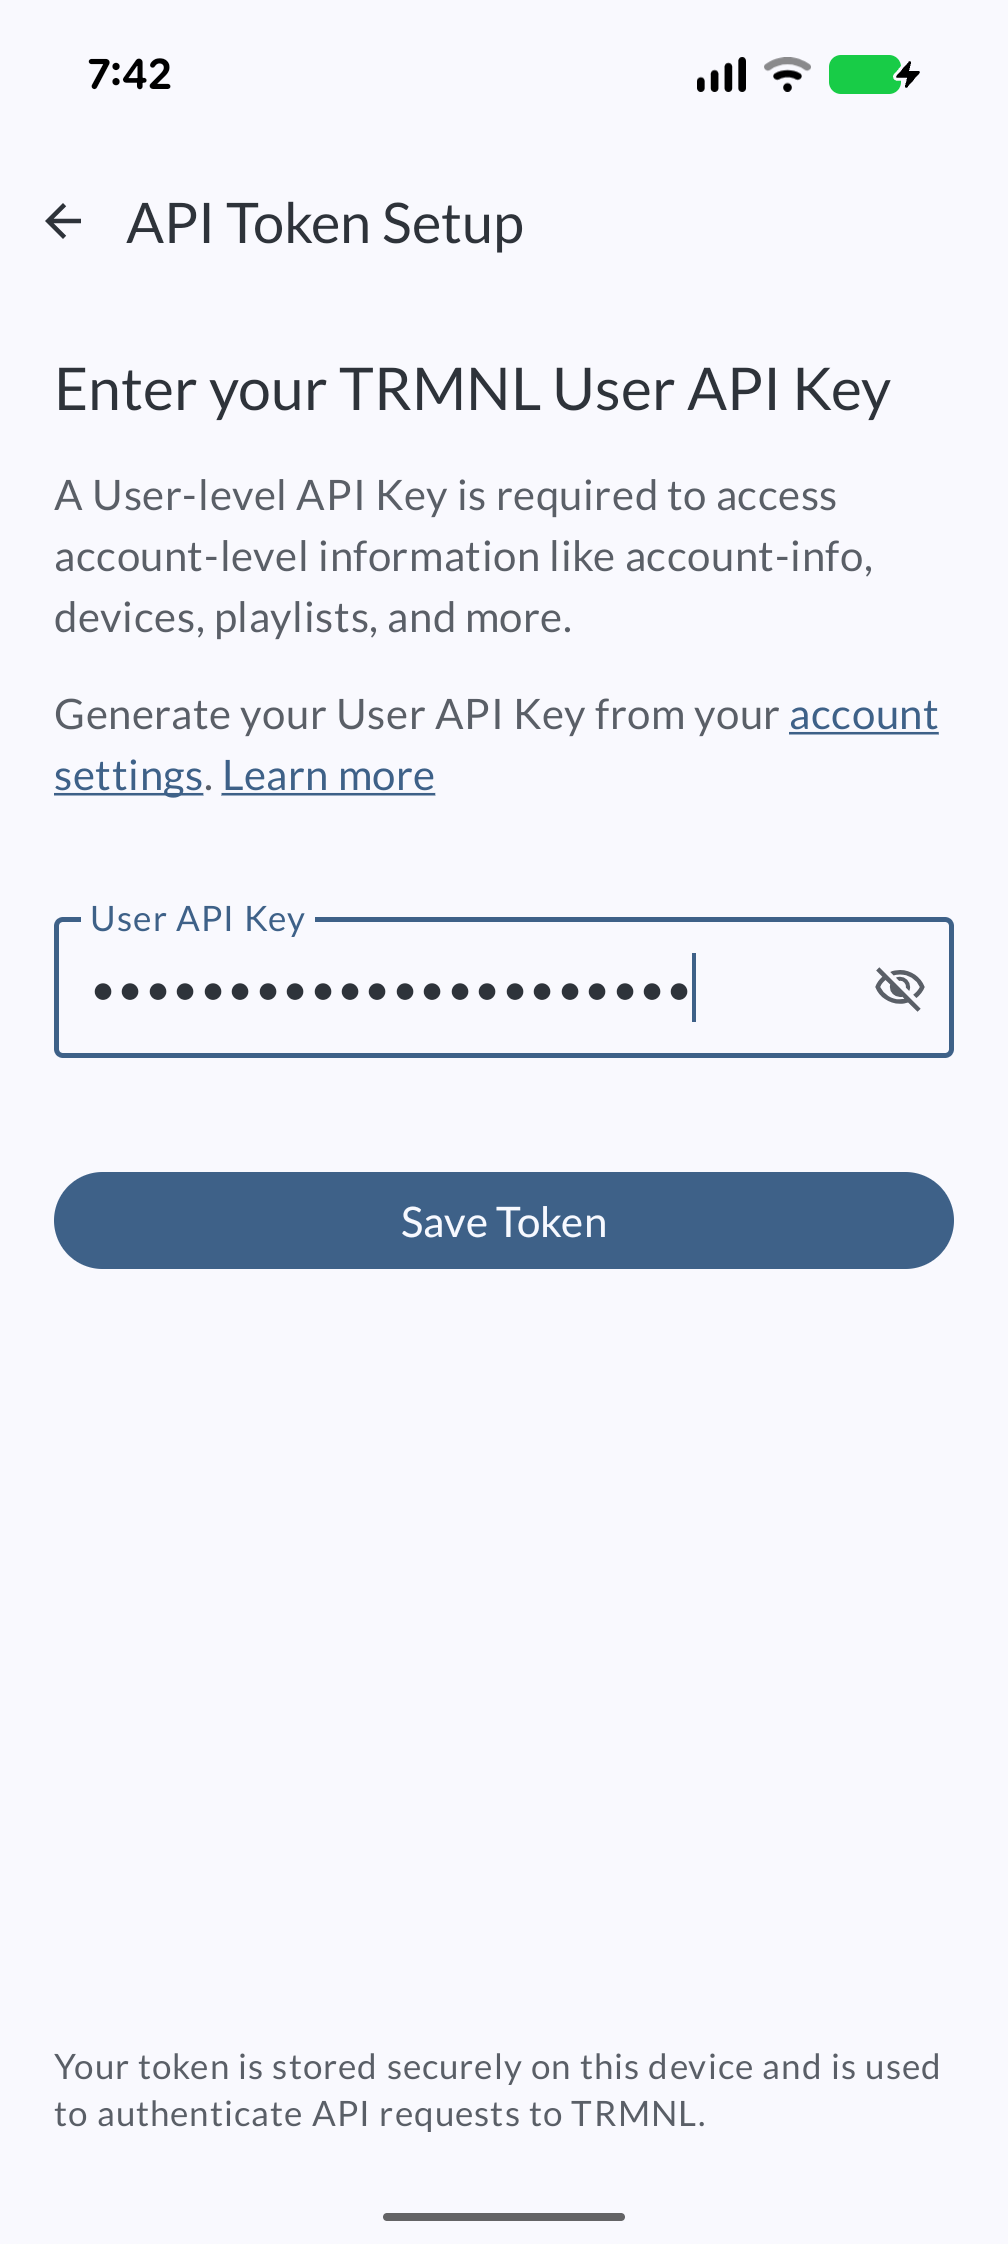 7:42
API Token Setup
Enter your TRMNL User API Key
A User-level API Key is required to access
account-level information like account-info,
devices, playlists, and more.
Generate your User API Key from your account
settings. Learn more
User API Key
••••••••••••••••••••••
Save Token
Your token is stored securely on this device and is used
to authenticate API requests to TRMNL.